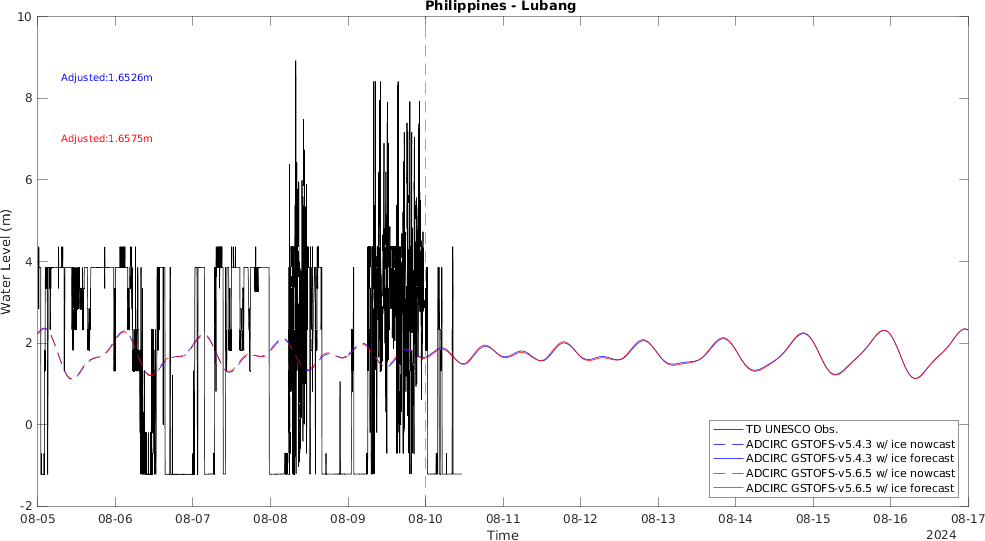 Philippines - Lubang
10
8
6
4
2
0
-2
Water Level (m)
Adjusted:1.6526m
Adjusted:1.6575m
TD UNESCO Obs.
ADCIRC GSTOFS-v5.4.3 w/ ice nowcast
ADCIRC GSTOFS-v5.4.3 w/ ice forecast
ADCIRC GSTOFS-v5.6.5 w/ ice nowcast
ADCIRC GSTOFS-v5.6.5 w/ ice forecast
08-05 08-06 08-07 08-08 08-09 08-10 08-11 08-12 08-13 08-14 08-15 08-16 08-17
Time
2024